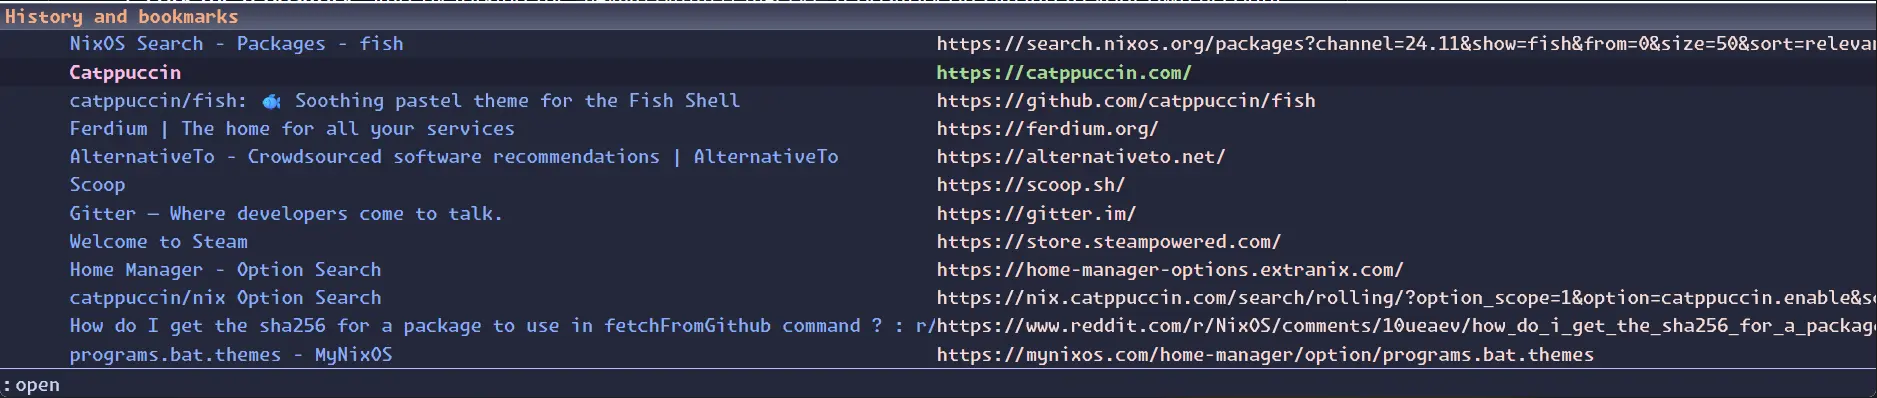 History and bookmarks
NixOS Search - Packages - fish https://search.nixos.org/packages?channel=24.11&show=fish&from=0&size=50&sort=relevan
Catppuccin https://catppuccin.com/
catppuccin/fish: 🐟 Soothing pastel theme for the Fish Shell https://github.com/catppuccin/fish
Ferdium | The home for all your services https://ferdium.org/
AlternativeTo - Crowdsourced software recommendations | AlternativeTo https://alternativeto.net/
Scoop https://scoop.sh/
Gitter — Where developers come to talk. https://gitter.im/
Welcome to Steam https://store.steampowered.com/
Home Manager - Option Search https://home-manager-options.extranix.com/
catppuccin/nix Option Search https://nix.catppuccin.com/search/rolling/?option_scope=1&option=catppuccin.enable&s
How do I get the sha256 for a package to use in fetchFromGithub command ? : r/ https://www.reddit.com/r/NixOS/comments/10ueaev/how_do_i_get_the_sha256_for_a_package
programs.bat.themes - MyNixOS https://mynixos.com/home-manager/option/programs.bat.themes
:open